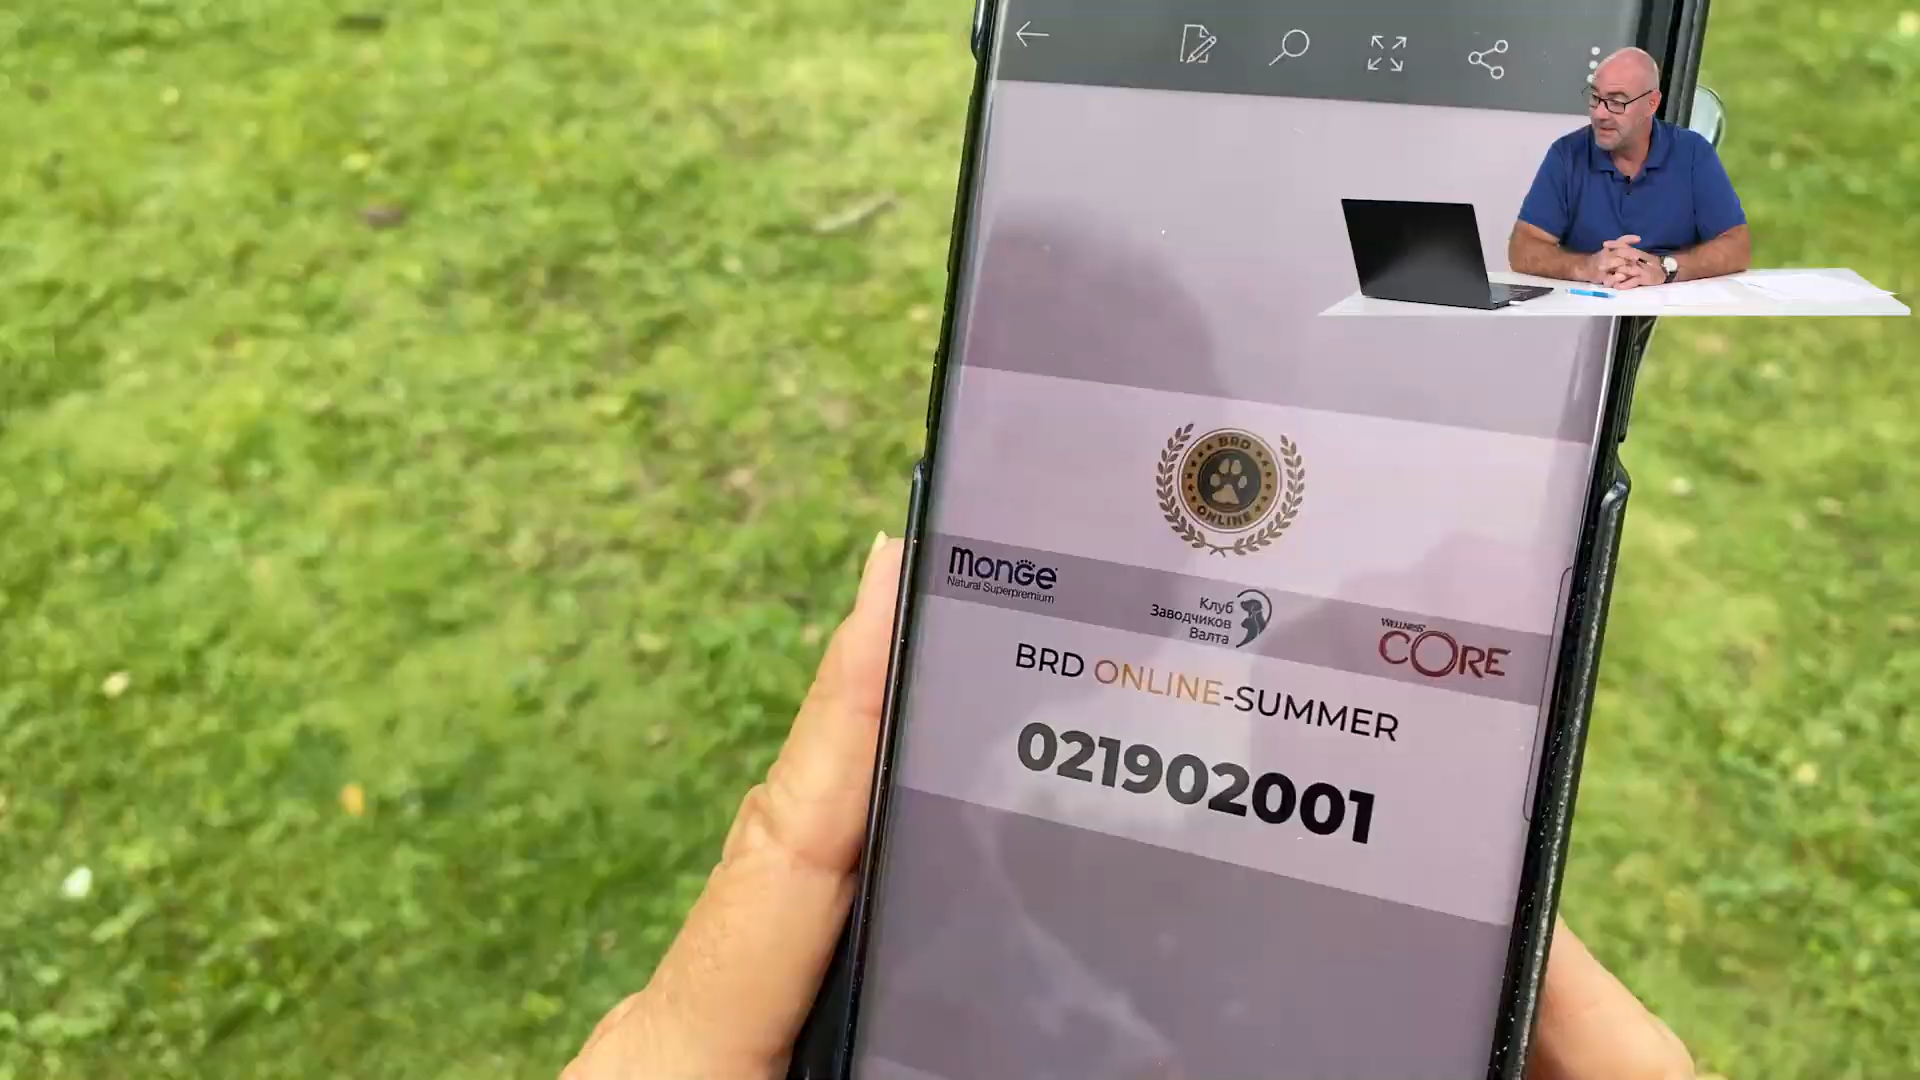 BRD
ONLINE
Monge
Natural Superpremium
Клуб
Заводчиков
Валта
WELLNESS
CORE
BRD ONLINE-SUMMER
021902001